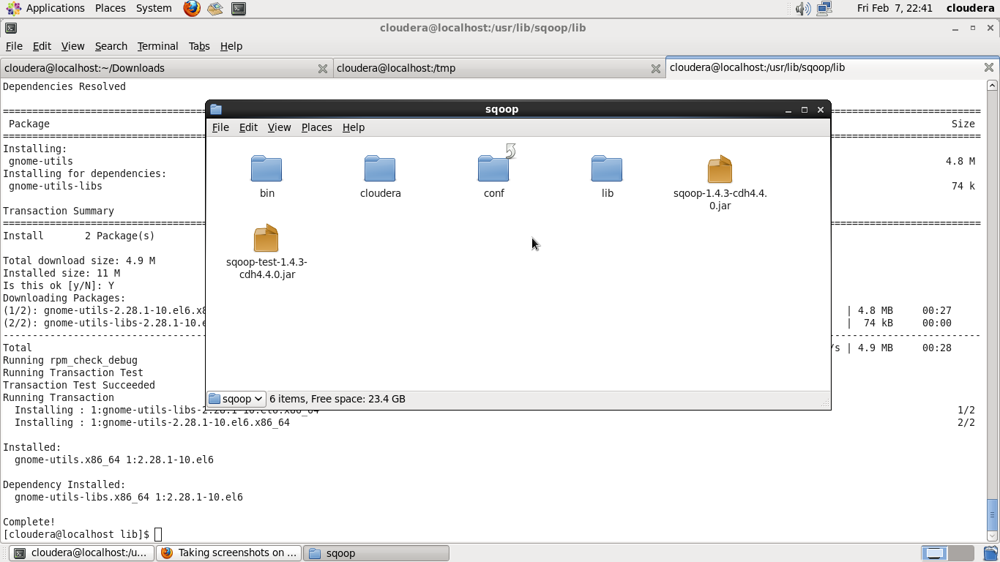 Applications Places System Fri Feb 7, 22:41 cloudera
cloudera@localhost:/usr/lib/sqoop/lib
File Edit View Search Terminal Tabs Help
cloudera@localhost:~/Downloads cloudera@localhost:/tmp cloudera@localhost:/usr/lib/sqoop/lib
Dependencies Resolved
================================================================================
Package Size
================================================================================
Installing:
gnome-utils 4.8 M
Installing for dependencies:
gnome-utils-libs 74 k
Transaction Summary
================================================================================
Install 2 Package(s)
Total download size: 4.9 M
Installed size: 11 M
Is this ok [y/N]: Y
Downloading Packages:
(1/2): gnome-utils-2.28.1-10.el6.x8 | 4.8 MB 00:27
(2/2): gnome-utils-libs-2.28.1-10.e | 74 kB 00:00
--------------------------------------------------------------------------------
Total /s | 4.9 MB 00:28
Running rpm_check_debug
Running Transaction Test
Transaction Test Succeeded
Running Transaction
Installing : 1:gnome-utils-libs-2.28.1-10.el6.x86_64 1/2
Installing : 1:gnome-utils-2.28.1-10.el6.x86_64 2/2
Installed:
gnome-utils.x86_64 1:2.28.1-10.el6
Dependency Installed:
gnome-utils-libs.x86_64 1:2.28.1-10.el6
Complete!
[cloudera@localhost lib]$
sqoop
File Edit View Places Help
bin cloudera conf lib sqoop-1.4.3-cdh4.4.
0.jar
sqoop-test-1.4.3-
cdh4.4.0.jar
sqoop 6 items, Free space: 23.4 GB
cloudera@localhost:/u... Taking screenshots on ... sqoop